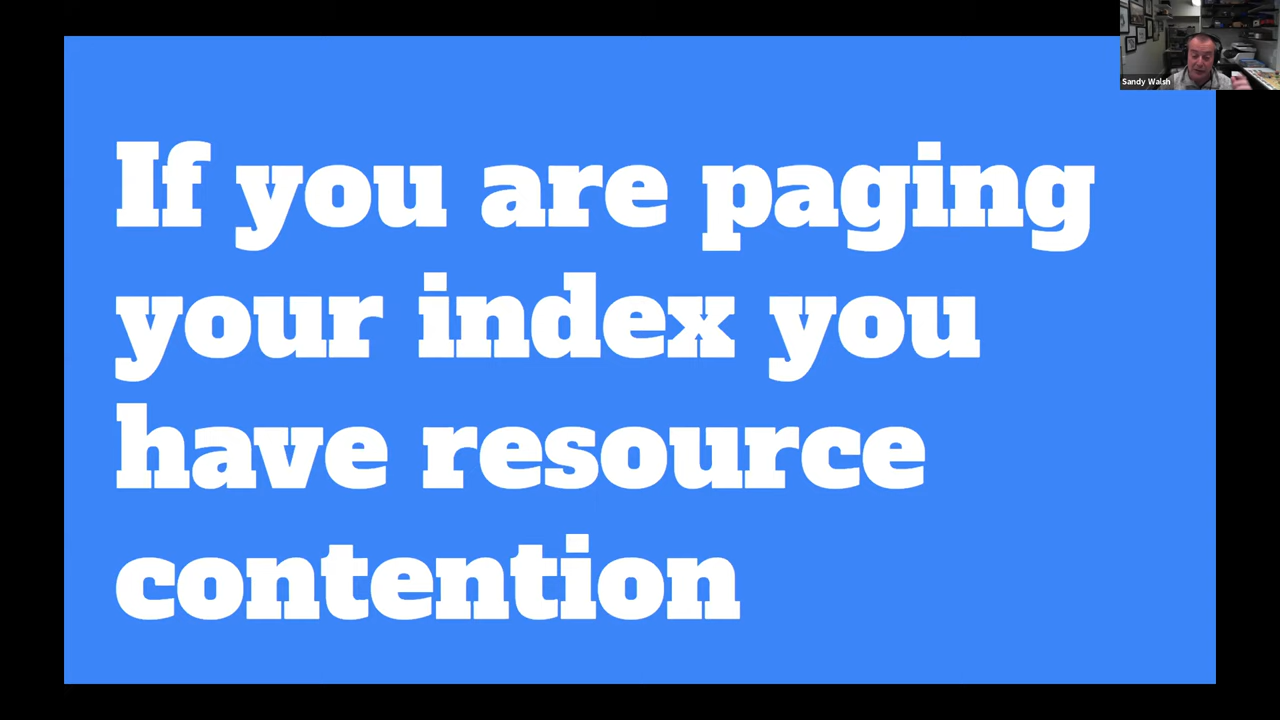 Sandy Walsh
If you are paging
your index you
have resource
contention